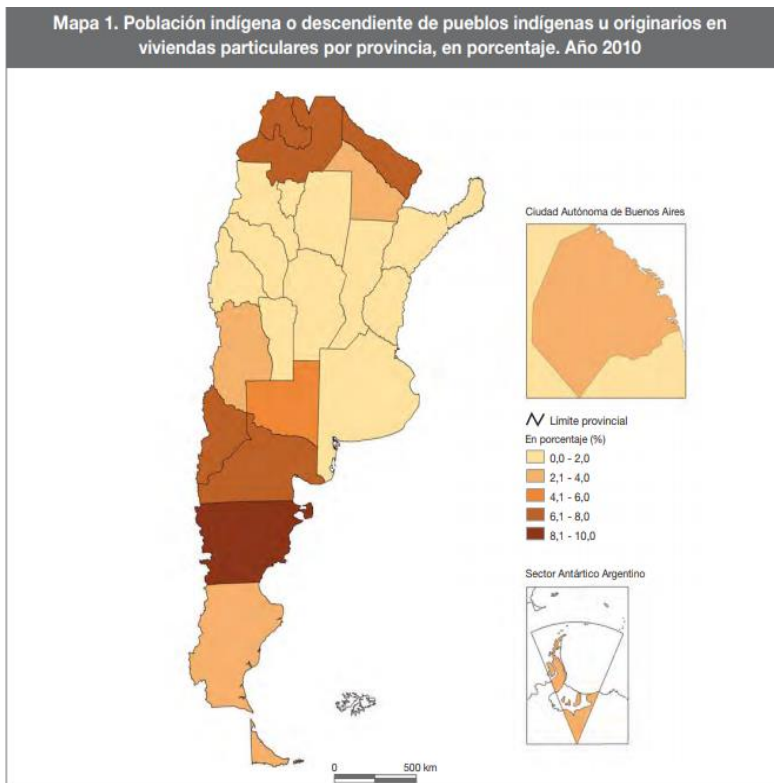 Mapa 1. Población indígena o descendiente de pueblos indígenas u originarios en
viviendas particulares por provincia, en porcentaje. Año 2010
Ciudad Autónoma de Buenos Aires
Límite provincial
En porcentaje (%)
0,0 - 2,0
2,1 - 4,0
4,1 - 6,0
6,1 - 8,0
8,1 - 10,0
Sector Antártico Argentino
0 500 km